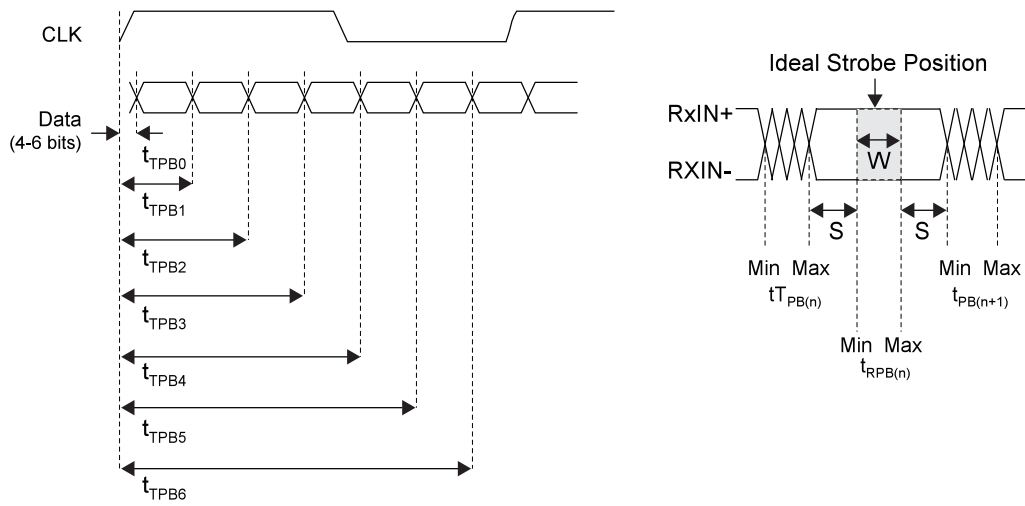 CLK
Data
(4-6 bits)
tTPB0
tTPB1
tTPB2
tTPB3
tTPB4
tTPB5
tTPB6
Ideal Strobe Position
RxIN+
RXIN-
W
S S
Min Max Min Max
tTPB(n) tPB(n+1)
Min Max
tRPB(n)